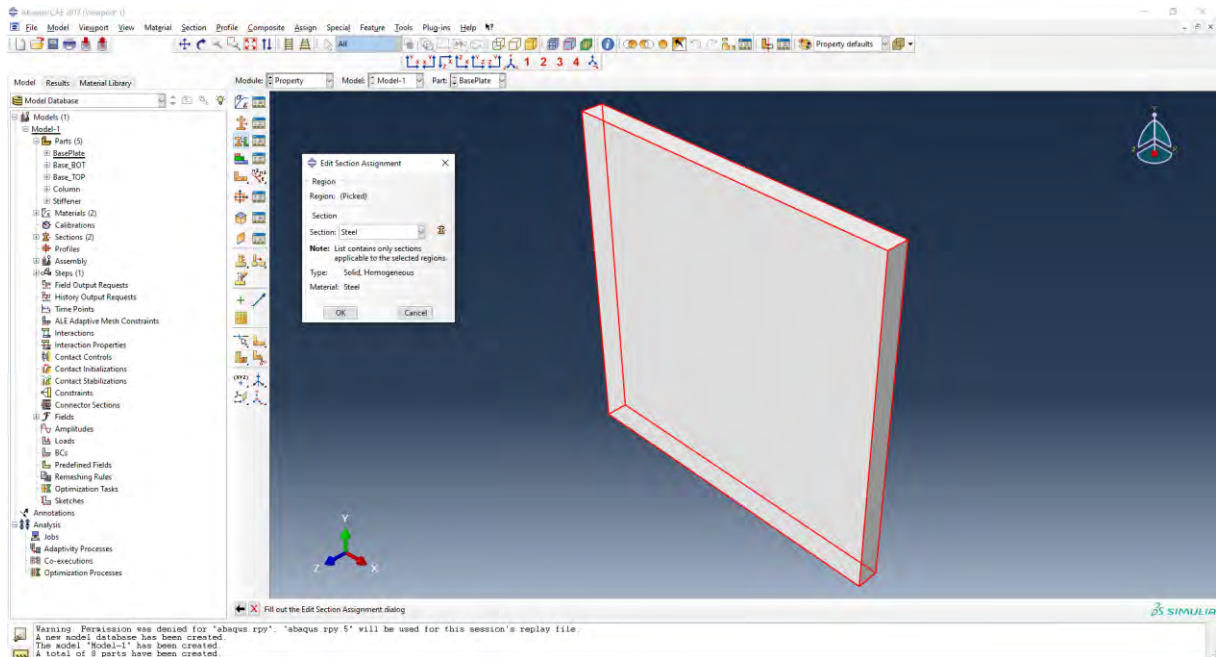 Abaqus/CAE 2017 (Viewport: 1)
File Model Viewport View Material Section Profile Composite Assign Special Feature Tools Plug-ins Help
All
Property defaults
1 2 3 4
Model Results Material Library
Module: Property Model: Model-1 Part: BasePlate
Model Database
Models (1)
Model-1
Parts (5)
BasePlate
Base_BOT
Base_TOP
Column
Stiffener
Materials (2)
Calibrations
Sections (2)
Profiles
Assembly
Steps (1)
Field Output Requests
History Output Requests
Time Points
ALE Adaptive Mesh Constraints
Interactions
Interaction Properties
Contact Controls
Contact Initializations
Contact Stabilizations
Constraints
Connector Sections
Fields
Amplitudes
Loads
BCs
Predefined Fields
Remeshing Rules
Optimization Tasks
Sketches
Annotations
Analysis
Jobs
Adaptivity Processes
Co-executions
Optimization Processes
Edit Section Assignment
Region
Region: (Picked)
Section
Section: Steel
Note: List contains only sections
applicable to the selected regions.
Type: Solid, Homogeneous
Material: Steel
OK Cancel
Y
Z X
Fill out the Edit Section Assignment dialog
SIMULIA
Warning: Permission was denied for "abaqus.rpy"; "abaqus.rpy.5" will be used for this session's replay file.
A new model database has been created.
The model "Model-1" has been created.
A total of 8 parts have been created.